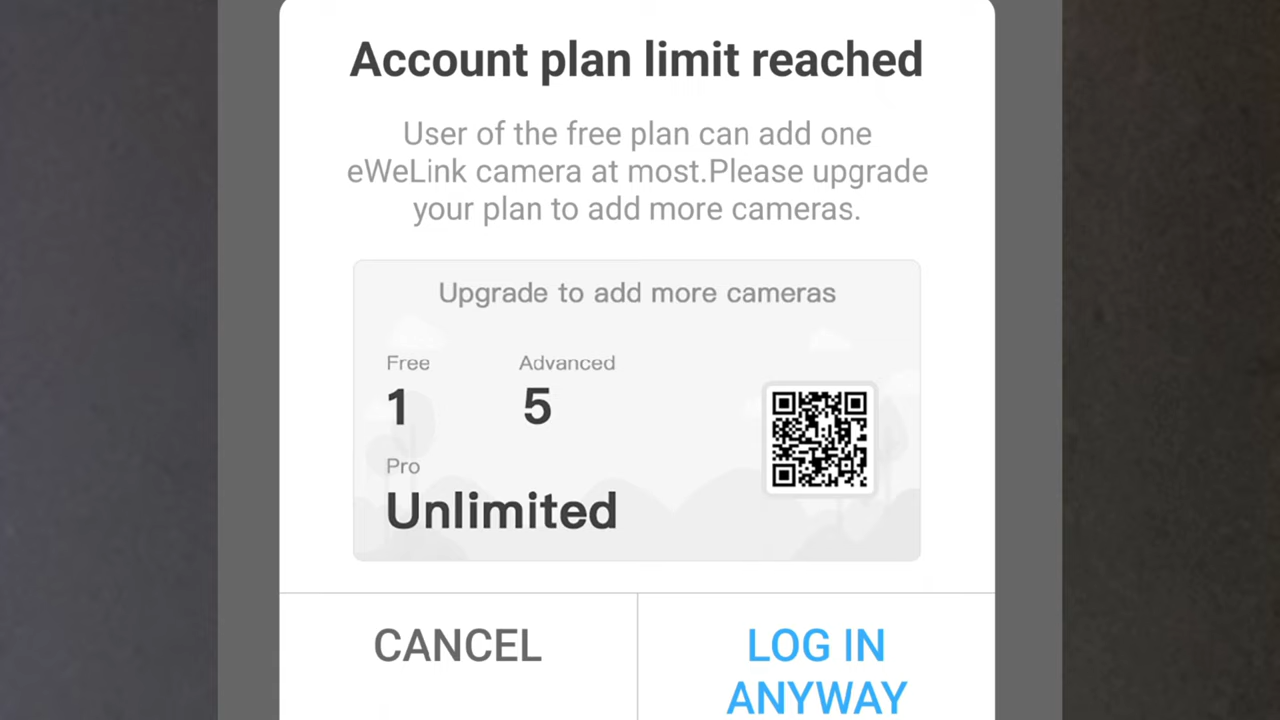 Account plan limit reached
User of the free plan can add one
eWeLink camera at most.Please upgrade
your plan to add more cameras.
Upgrade to add more cameras
Free Advanced
1 5
Pro
Unlimited
CANCEL LOG IN
ANYWAY